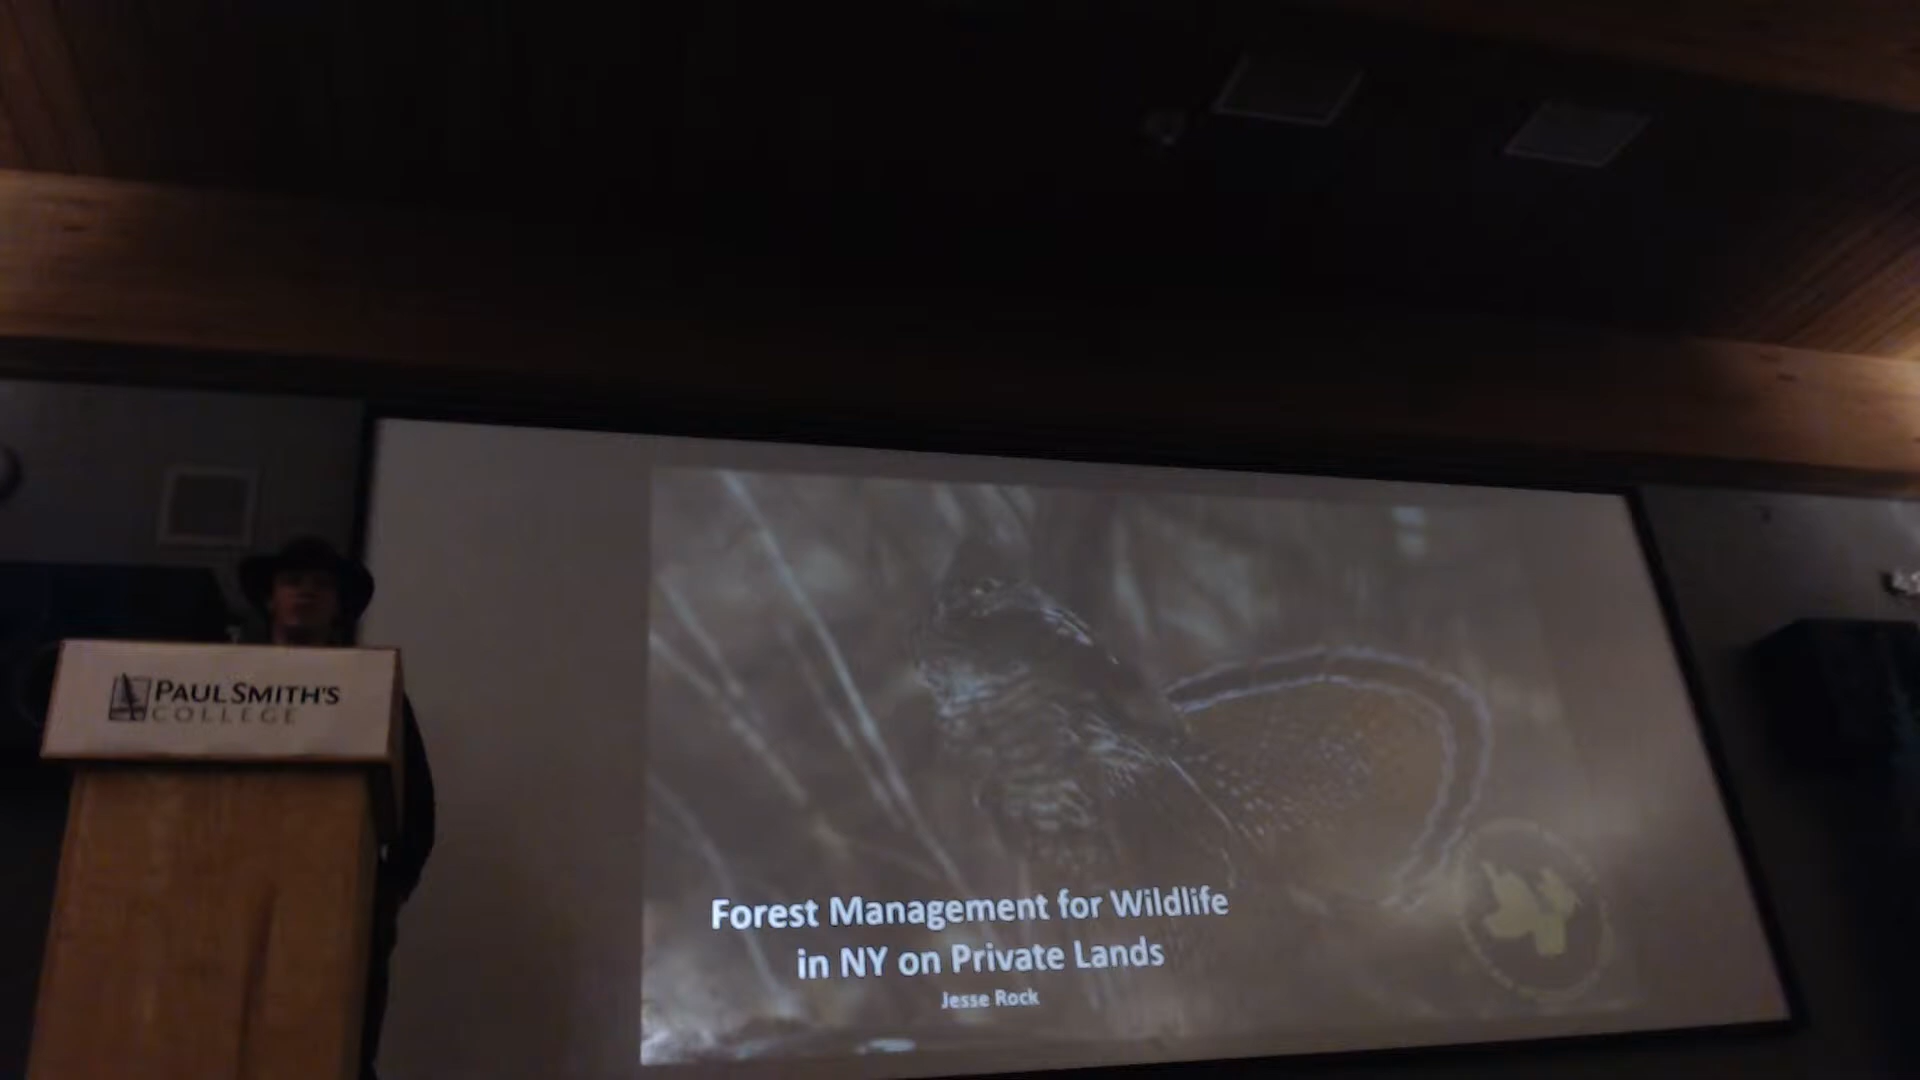 PAUL SMITH'S
COLLEGE
Forest Management for Wildlife
in NY on Private Lands
Jesse Rock